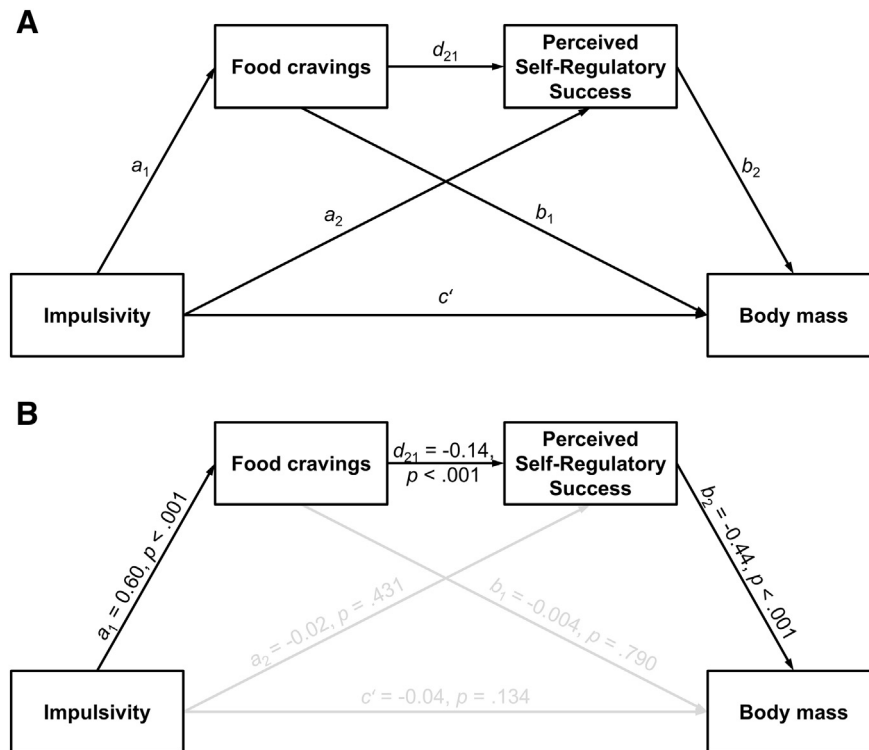 A
Food cravings
d21
Perceived
Self-Regulatory
Success
a1
a2
b1
b2
Impulsivity
c‘
Body mass
B
Food cravings
d21 = -0.14,
p < .001
Perceived
Self-Regulatory
Success
a1 = 0.60, p < .001
a2 = -0.02, p = .431
b1 = -0.004, p = .790
b2 = -0.44, p < .001
Impulsivity
c‘ = -0.04, p = .134
Body mass